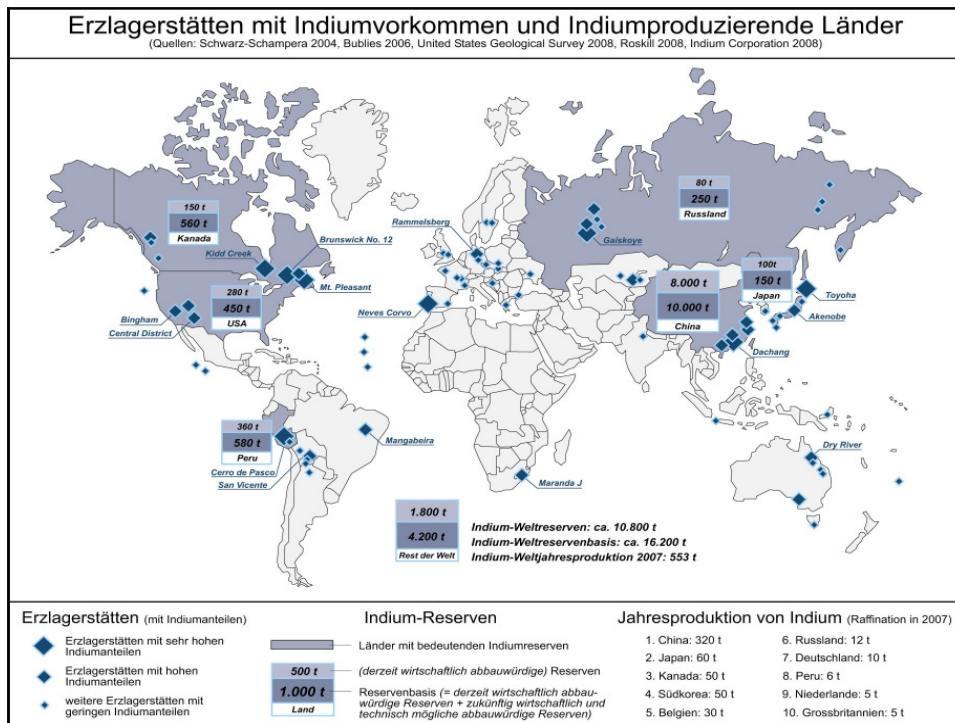 Erzlagerstätten mit Indiumvorkommen und Indiumproduzierende Länder
(Quellen: Schwarz-Schampera 2004, Bublies 2006, United States Geological Survey 2008, Roskill 2008, Indium Corporation 2008)
150 t
560 t
Kanada
Kidd Creek
Brunswick No. 12
Mt. Pleasant
280 t
450 t
USA
Bingham
Central District
Rammelsberg
Neves Corvo
80 t
250 t
Russland
Gaiskoye
8.000 t
10.000 t
China
100t
150 t
Japan
Toyoha
Akenobe
Dachang
360 t
580 t
Peru
Cerro de Pasco
San Vicente
Mangabeira
Maranda J
Dry River
1.800 t
4.200 t
Rest der Welt
Indium-Weltreserven: ca. 10.800 t
Indium-Weltreservenbasis: ca. 16.200 t
Indium-Weltjahresproduktion 2007: 553 t
Erzlagerstätten (mit Indiumanteilen)
Erzlagerstätten mit sehr hohen
Indiumanteilen
Erzlagerstätten mit hohen
Indiumanteilen
weitere Erzlagerstätten mit
geringen Indiumanteilen
Indium-Reserven
Länder mit bedeutenden Indiumreserven
500 t
(derzeit wirtschaftlich abbauwürdige) Reserven
1.000 t
Land
Reservenbasis (= derzeit wirtschaftlich abbau-
würdige Reserven + zukünftig wirtschaftlich und
technisch mögliche abbauwürdige Reserven)
Jahresproduktion von Indium (Raffination in 2007)
1. China: 320 t
2. Japan: 60 t
3. Kanada: 50 t
4. Südkorea: 50 t
5. Belgien: 30 t
6. Russland: 12 t
7. Deutschland: 10 t
8. Peru: 6 t
9. Niederlande: 5 t
10. Grossbritannien: 5 t